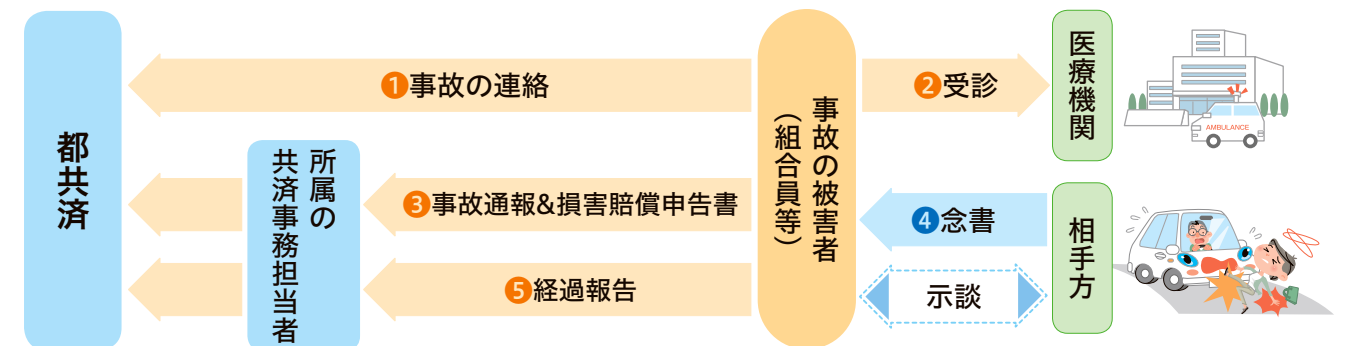 都共済
❶事故の連絡
所属の
共済事務担当者
❸事故通報&損害賠償申告書
❺経過報告
事故の被害者
（組合員等）
❷受診
医療機関
AMBULANCE
❹念書
示談
相手方